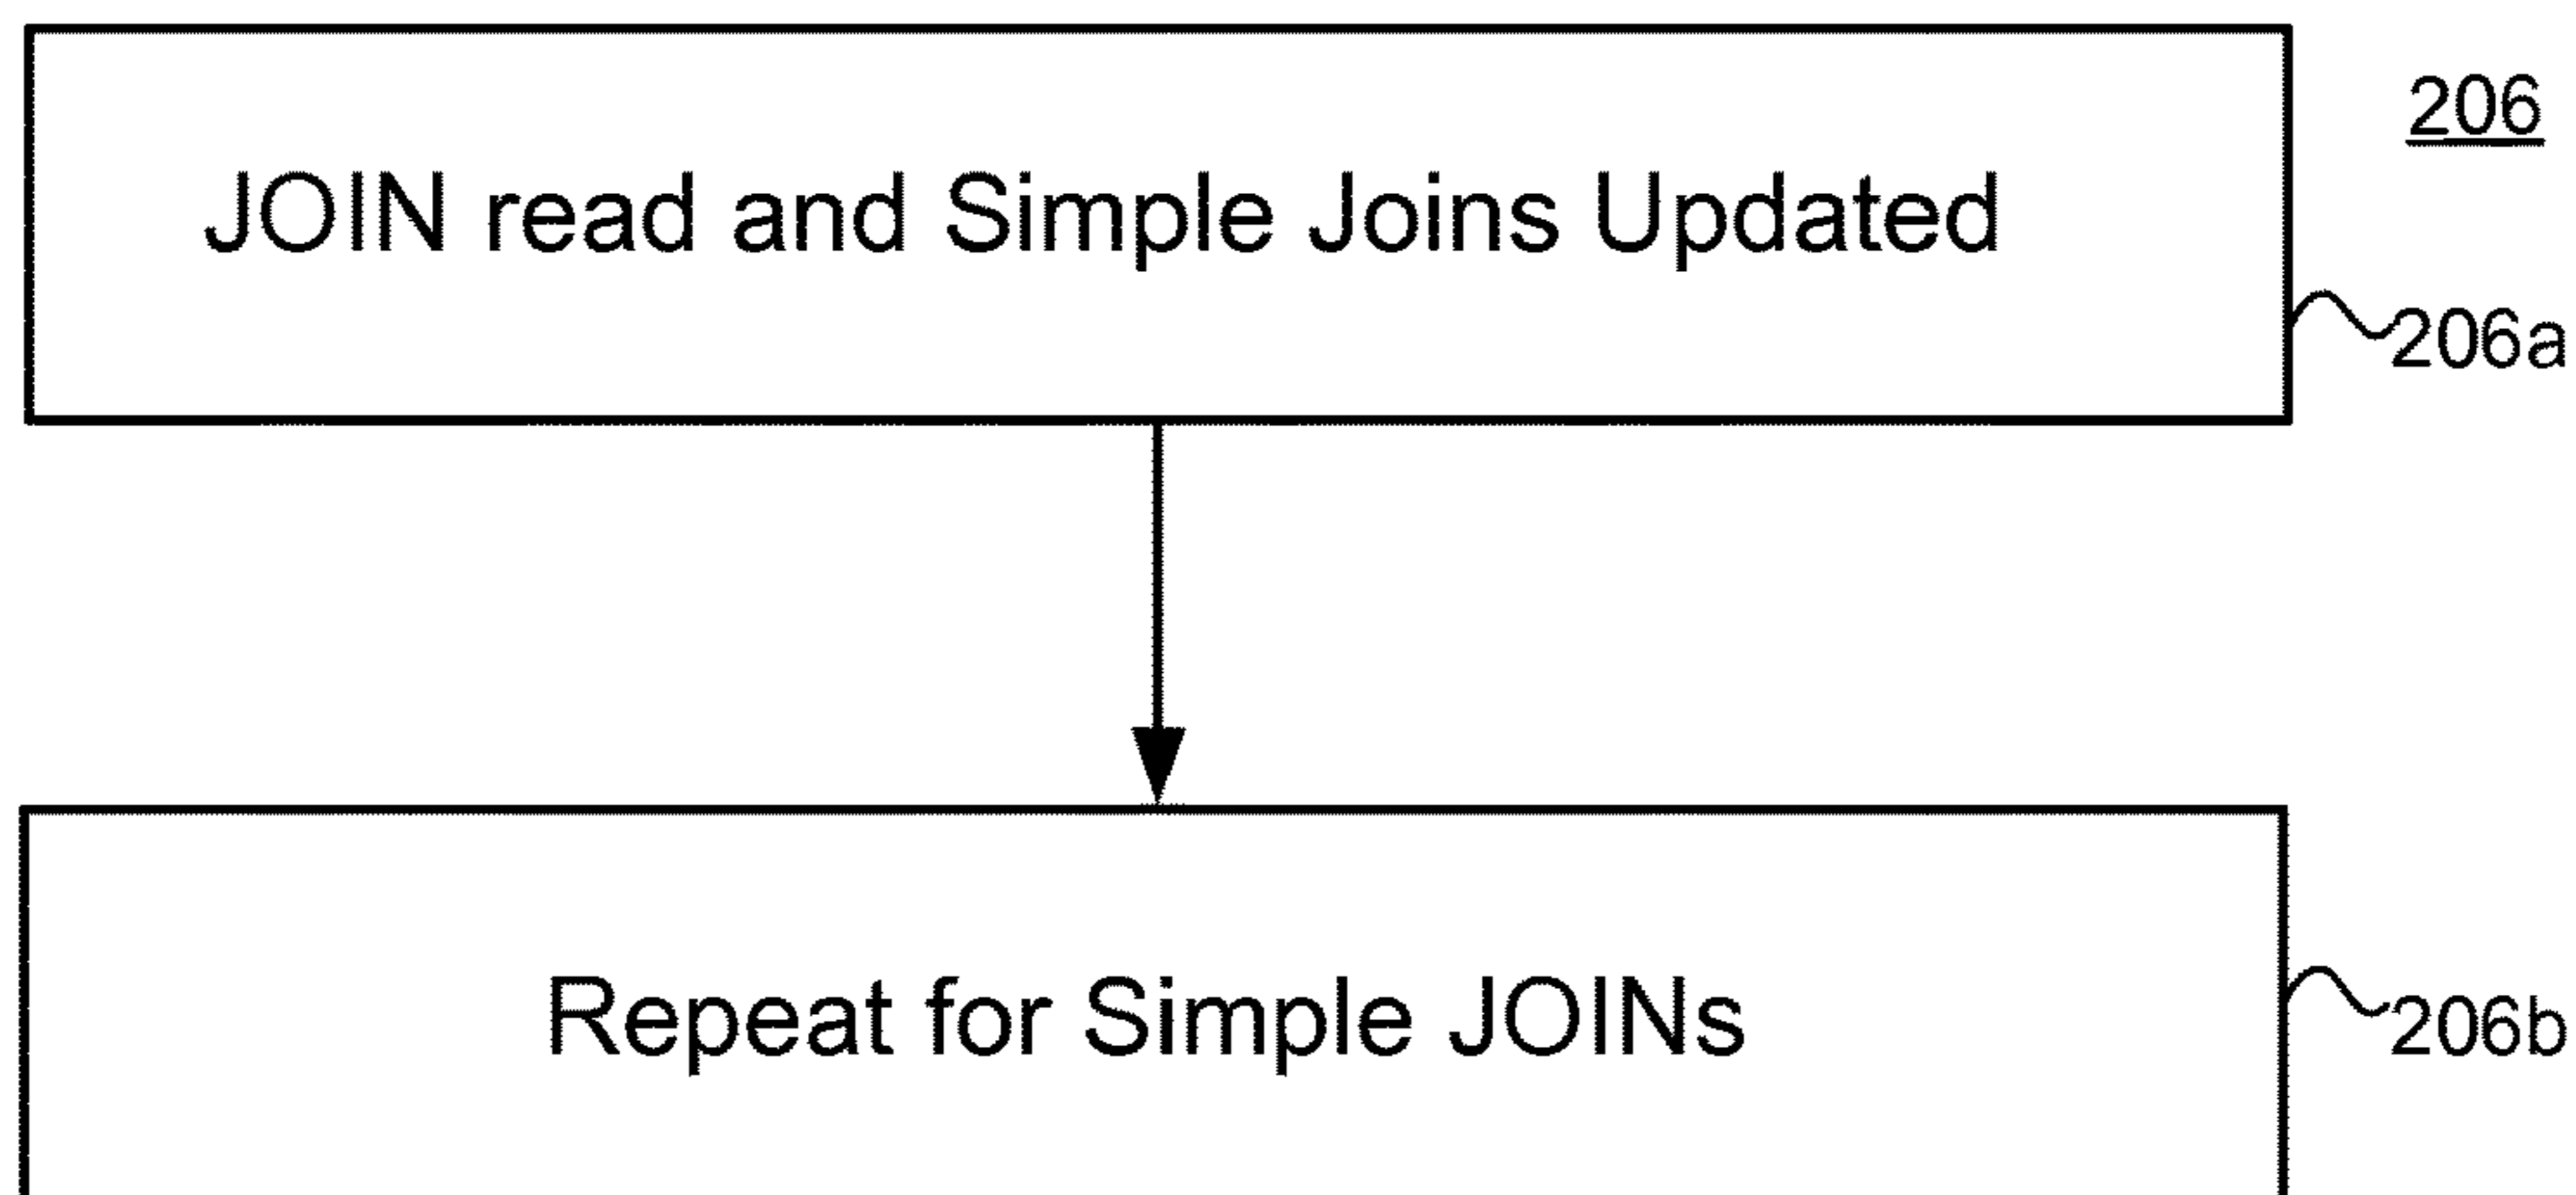 206
JOIN read and Simple Joins Updated
206a
Repeat for Simple JOINs
206b